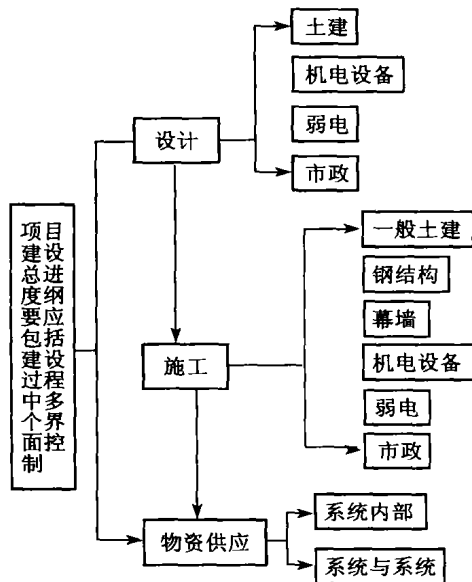 土建
机电设备
弱电
市政
设计
项目
建设
总进
度纲
要应
包括
建设
过程
中多
个界
面控
制
施工
一般土建
钢结构
幕墙
机电设备
弱电
市政
物资供应
系统内部
系统与系统